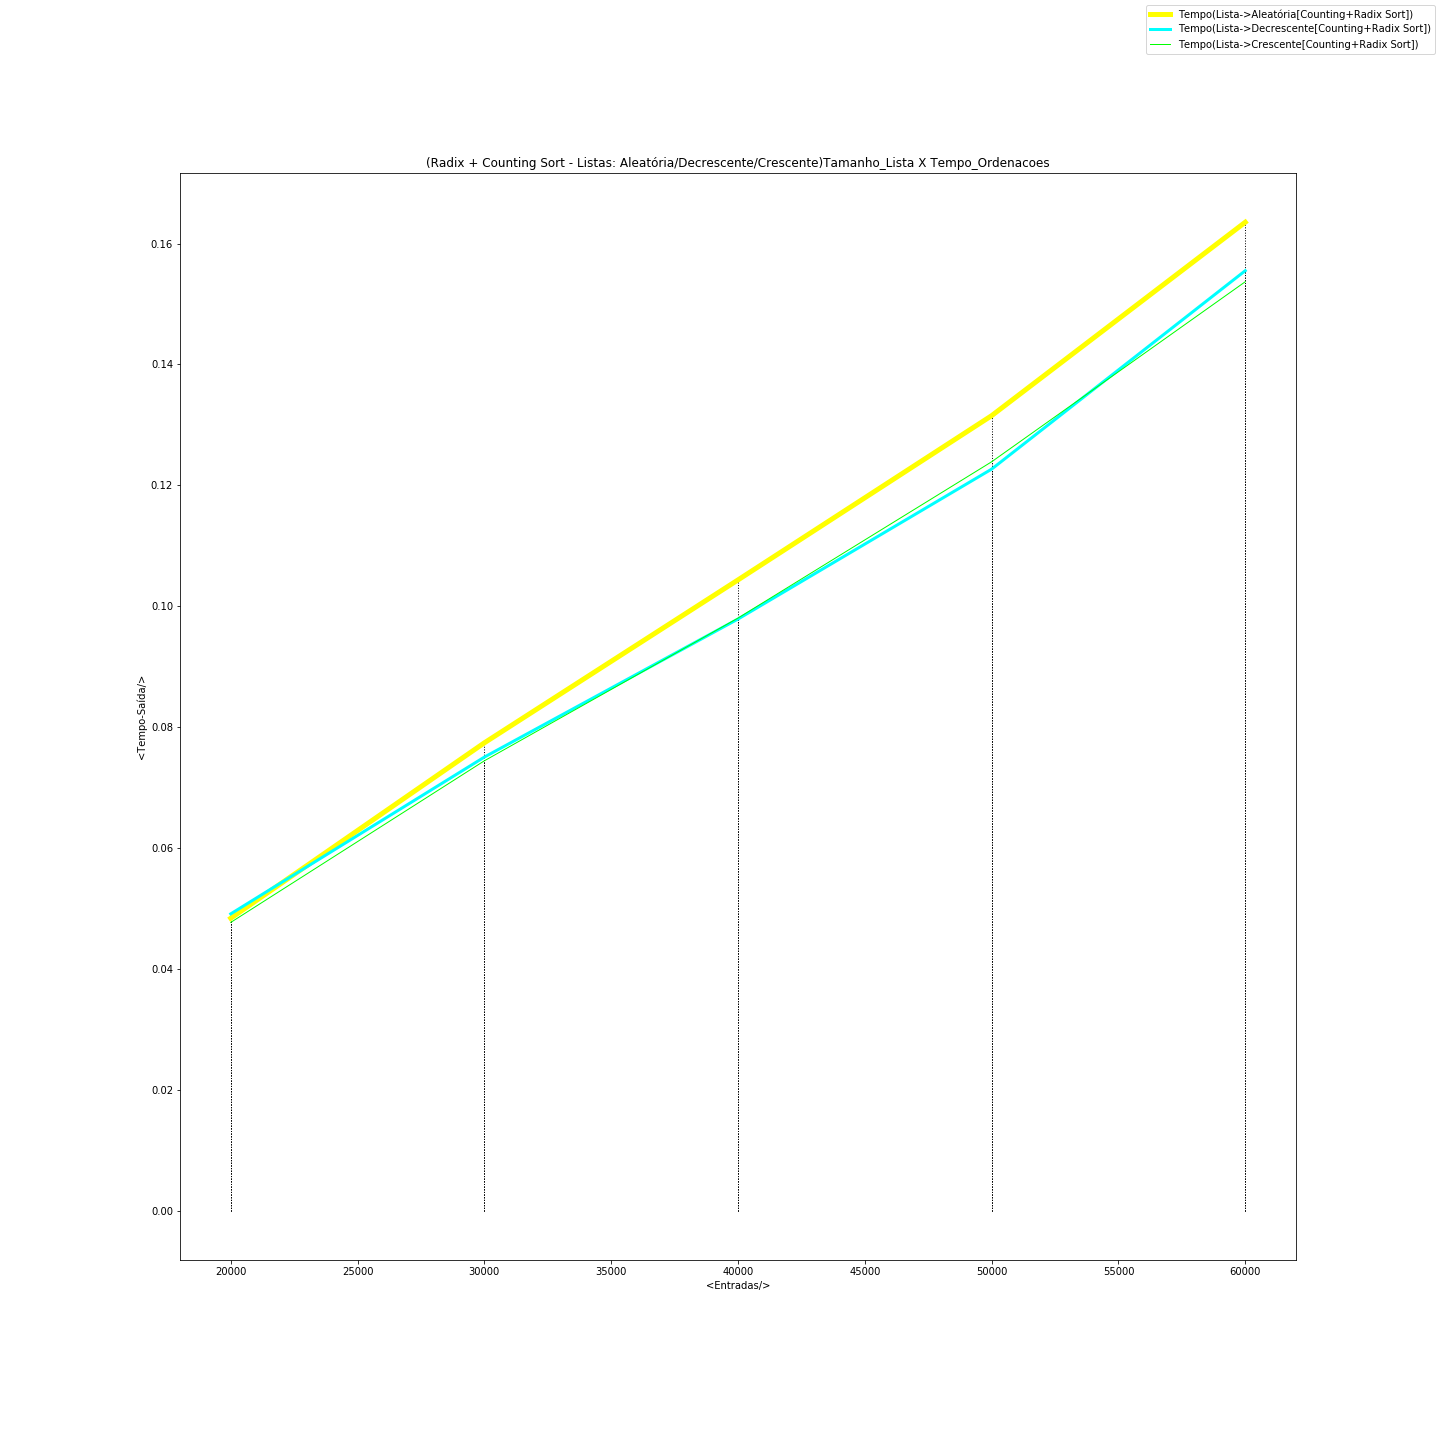 Tempo(Lista->Aleatória[Counting+Radix Sort])
Tempo(Lista->Decrescente[Counting+Radix Sort])
Tempo(Lista->Crescente[Counting+Radix Sort])
(Radix + Counting Sort - Listas: Aleatória/Decrescente/Crescente)Tamanho_Lista X Tempo_Ordenacoes
0.16
0.14
0.12
0.10
0.08
0.06
0.04
0.02
0.00
<Tempo-Saída/>
20000 25000 30000 35000 40000 45000 50000 55000 60000
<Entradas/>